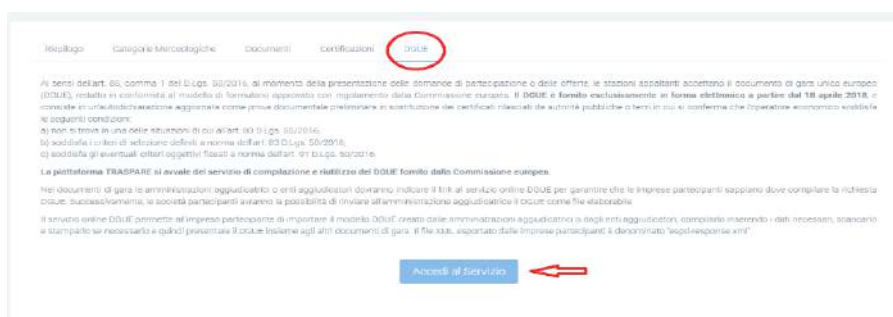 Riepilogo Categorie Merceologiche Documenti Certificazioni DGUE
Ai sensi dell'art. 85, comma 1 del D.Lgs. 50/2016, al momento della presentazione delle domande di partecipazione o delle offerte, le stazioni appaltanti accettano il documento di gara unico europeo
(DGUE), redatto in conformità al modello di formulario approvato con regolamento dalla Commissione europea. Il DGUE è fornito esclusivamente in forma elettronica a partire dal 18 aprile 2018, e
consiste in un'autodichiarazione aggiornata come prova documentale preliminare in sostituzione dei certificati rilasciati da autorità pubbliche o terzi in cui si conferma che l'operatore economico soddisfa
le seguenti condizioni:
a) non si trova in una delle situazioni di cui all'art. 80 D.Lgs. 50/2016;
b) soddisfa i criteri di selezione definiti a norma dell'art. 83 D.Lgs. 50/2016;
c) soddisfa gli eventuali criteri oggettivi fissati a norma dell'art. 91 D.Lgs. 50/2016.
La piattaforma TRASPARE si avvale del servizio di compilazione e riutilizzo del DGUE fornito dalla Commissione europea.
Nei documenti di gara le amministrazioni aggiudicatrici o enti aggiudicatori dovranno indicare il link al servizio online DGUE per garantire che le imprese partecipanti sappiano dove compilare la richiesta
DGUE. Successivamente, le società partecipanti avranno la possibilità di rinviare all'amministrazione aggiudicatrice il DGUE come file elaborabile.
Il servizio online DGUE permette all'impresa partecipante di importare il modello DGUE creato dalle amministrazioni aggiudicatrici o dagli enti aggiudicatori, compilarlo inserendo i dati necessari, scaricarlo
e stamparlo se necessario e quindi presentare il DGUE insieme agli altri documenti di gara. Il file XML esportato dalle imprese partecipanti è denominato "espd-response.xml".
Accedi al Servizio